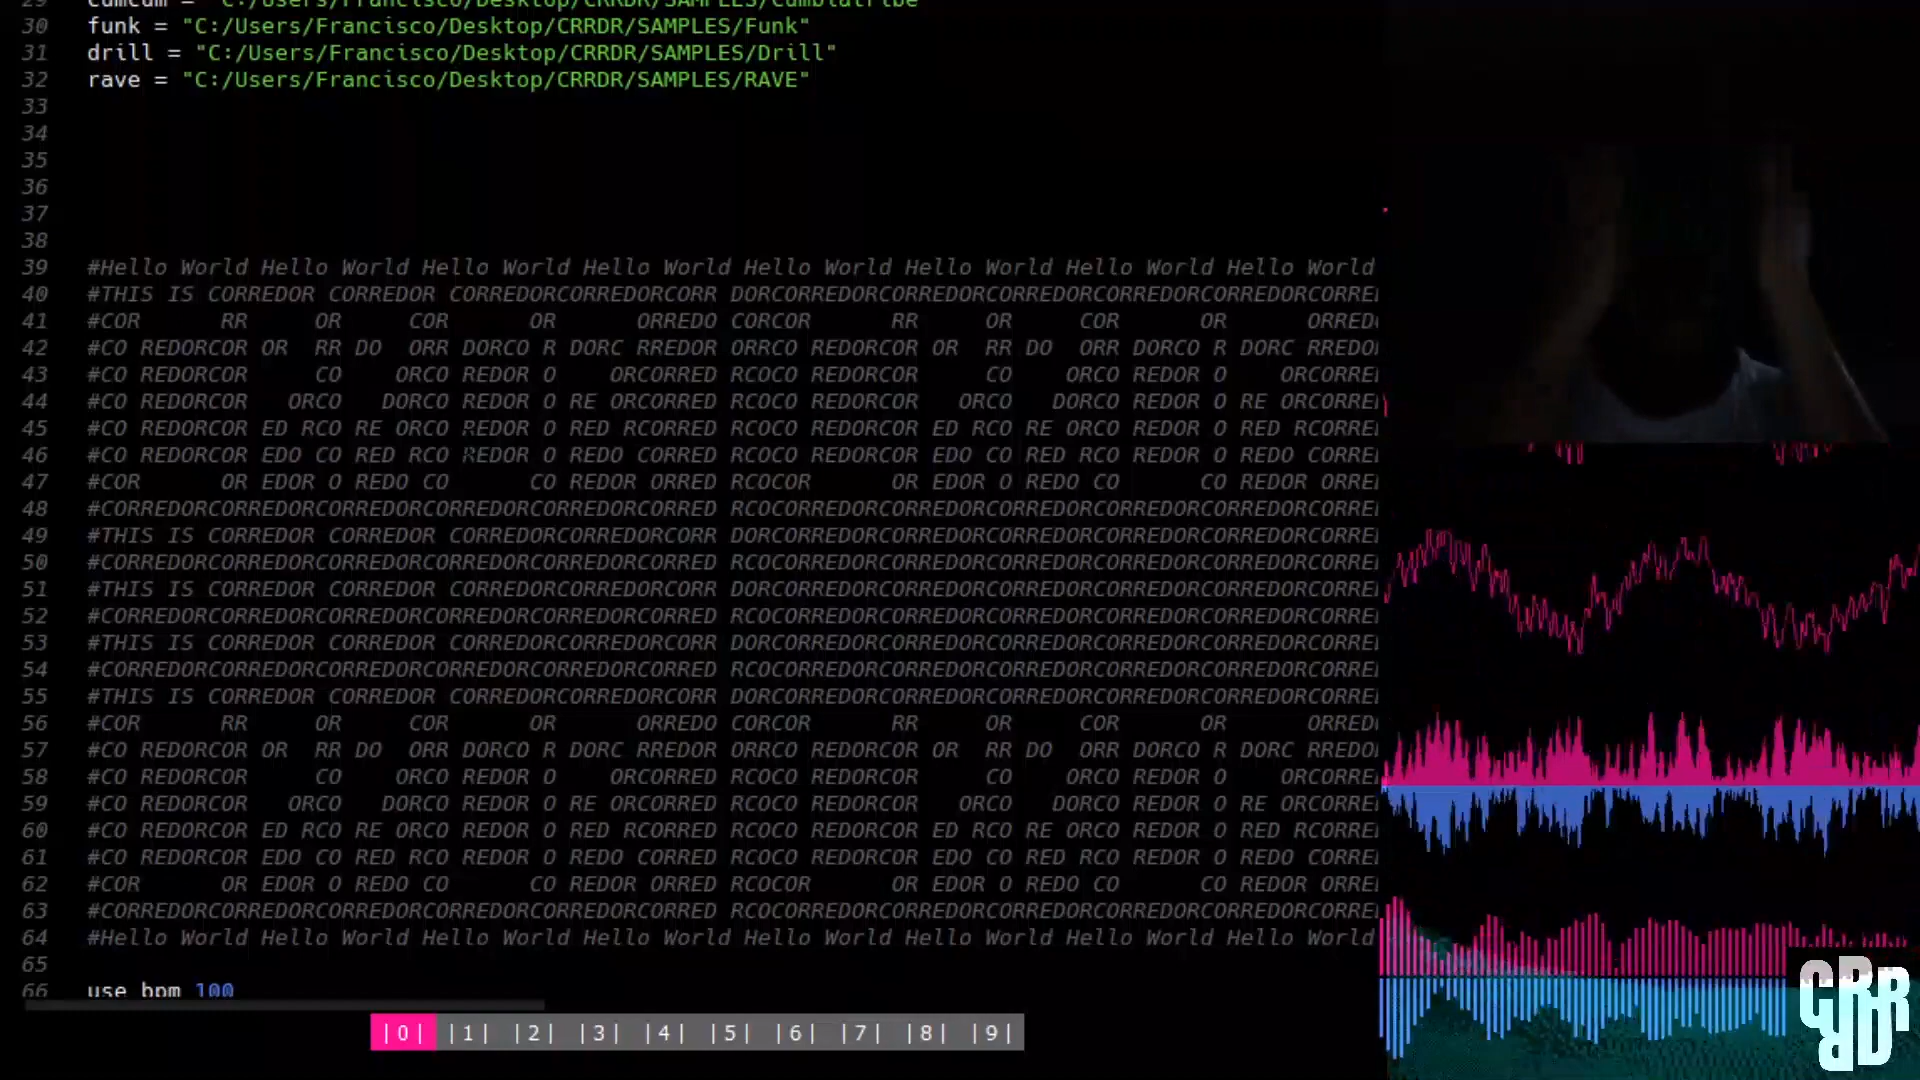 29 cumcum = "C:/Users/Francisco/Desktop/CRRDR/SAMPLES/CumbiaTribe"
30 funk = "C:/Users/Francisco/Desktop/CRRDR/SAMPLES/Funk"
31 drill = "C:/Users/Francisco/Desktop/CRRDR/SAMPLES/Drill"
32 rave = "C:/Users/Francisco/Desktop/CRRDR/SAMPLES/RAVE"
33
34
35
36
37
38
39 #Hello World Hello World Hello World Hello World Hello World Hello World Hello World Hello World
40 #THIS IS CORREDOR CORREDOR CORREDORCORREDORCORR DORCORREDORCORREDORCORREDORCORREDORCORRE
41 #COR      RR     OR     COR      OR      ORREDO CORCOR      RR     OR     COR      OR      ORRED
42 #CO REDORCOR OR  RR DO  ORR DORCO R DORC RREDOR ORRCO REDORCOR OR  RR DO  ORR DORCO R DORC RREDO
43 #CO REDORCOR     CO    ORCO REDOR O    ORCORRED RCOCO REDORCOR     CO    ORCO REDOR O    ORCORRE
44 #CO REDORCOR   ORCO   DORCO REDOR O RE ORCORRED RCOCO REDORCOR   ORCO   DORCO REDOR O RE ORCORRE
45 #CO REDORCOR ED RCO RE ORCO REDOR O RED RCORRED RCOCO REDORCOR ED RCO RE ORCO REDOR O RED RCORRE
46 #CO REDORCOR EDO CO RED RCO REDOR O REDO CORRED RCOCO REDORCOR EDO CO RED RCO REDOR O REDO CORRE
47 #COR      OR EDOR O REDO CO      CO REDOR ORRED RCOCOR      OR EDOR O REDO CO      CO REDOR ORRE
48 #CORREDORCORREDORCORREDORCORREDORCORREDORCORRED RCOCORREDORCORREDORCORREDORCORREDORCORREDORCORRE
49 #THIS IS CORREDOR CORREDOR CORREDORCORREDORCORR DORCORREDORCORREDORCORREDORCORREDORCORREDORCORRE
50 #CORREDORCORREDORCORREDORCORREDORCORREDORCORRED RCOCORREDORCORREDORCORREDORCORREDORCORREDORCORRE
51 #THIS IS CORREDOR CORREDOR CORREDORCORREDORCORR DORCORREDORCORREDORCORREDORCORREDORCORREDORCORRE
52 #CORREDORCORREDORCORREDORCORREDORCORREDORCORRED RCOCORREDORCORREDORCORREDORCORREDORCORREDORCORRE
53 #THIS IS CORREDOR CORREDOR CORREDORCORREDORCORR DORCORREDORCORREDORCORREDORCORREDORCORREDORCORRE
54 #CORREDORCORREDORCORREDORCORREDORCORREDORCORRED RCOCORREDORCORREDORCORREDORCORREDORCORREDORCORRE
55 #THIS IS CORREDOR CORREDOR CORREDORCORREDORCORR DORCORREDORCORREDORCORREDORCORREDORCORREDORCORRE
56 #COR      RR     OR     COR      OR      ORREDO CORCOR      RR     OR     COR      OR      ORRED
57 #CO REDORCOR OR  RR DO  ORR DORCO R DORC RREDOR ORRCO REDORCOR OR  RR DO  ORR DORCO R DORC RREDO
58 #CO REDORCOR     CO    ORCO REDOR O    ORCORRED RCOCO REDORCOR     CO    ORCO REDOR O    ORCORRE
59 #CO REDORCOR   ORCO   DORCO REDOR O RE ORCORRED RCOCO REDORCOR   ORCO   DORCO REDOR O RE ORCORRE
60 #CO REDORCOR ED RCO RE ORCO REDOR O RED RCORRED RCOCO REDORCOR ED RCO RE ORCO REDOR O RED RCORRE
61 #CO REDORCOR EDO CO RED RCO REDOR O REDO CORRED RCOCO REDORCOR EDO CO RED RCO REDOR O REDO CORRE
62 #COR      OR EDOR O REDO CO      CO REDOR ORRED RCOCOR      OR EDOR O REDO CO      CO REDOR ORRE
63 #CORREDORCORREDORCORREDORCORREDORCORREDORCORRED RCOCORREDORCORREDORCORREDORCORREDORCORREDORCORRE
64 #Hello World Hello World Hello World Hello World Hello World Hello World Hello World Hello World
65
66 use_bpm 100
|0| |1| |2| |3| |4| |5| |6| |7| |8| |9|
CRRDR